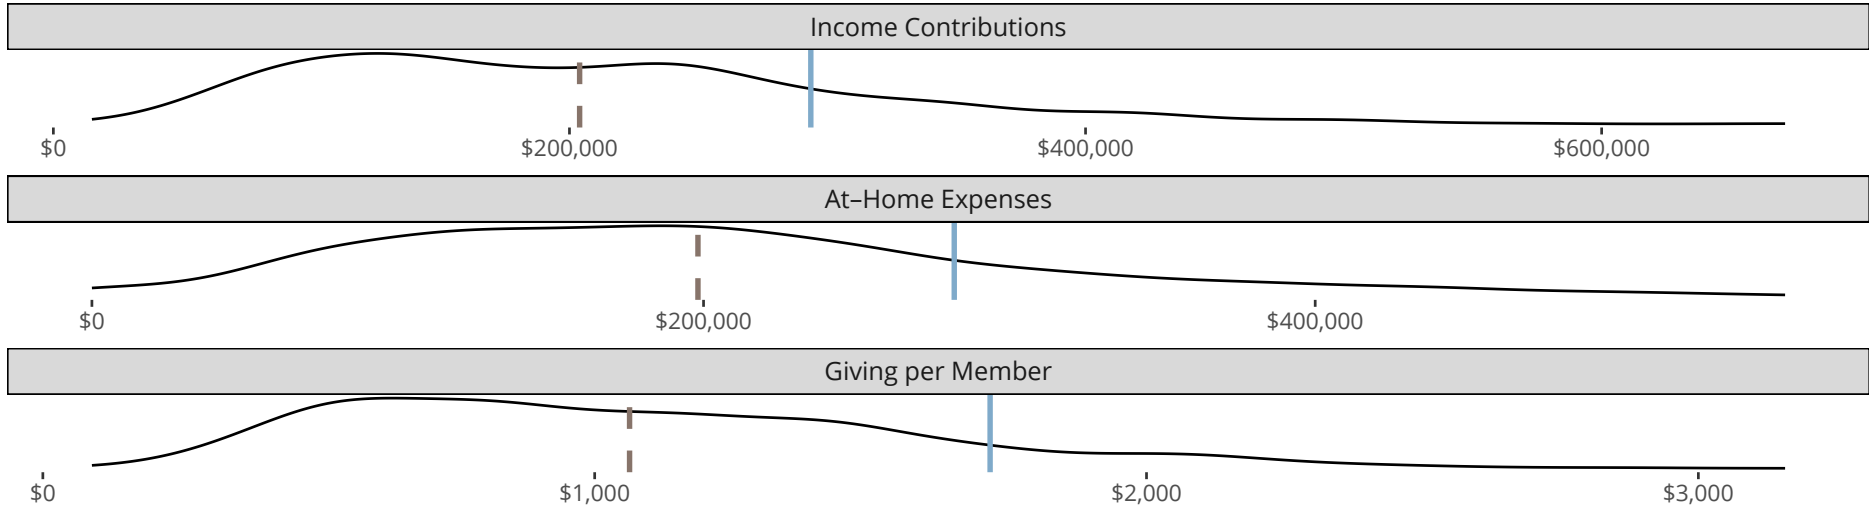 Income Contributions
$0 $200,000 $400,000 $600,000
At–Home Expenses
$0 $200,000 $400,000
Giving per Member
$0 $1,000 $2,000 $3,000